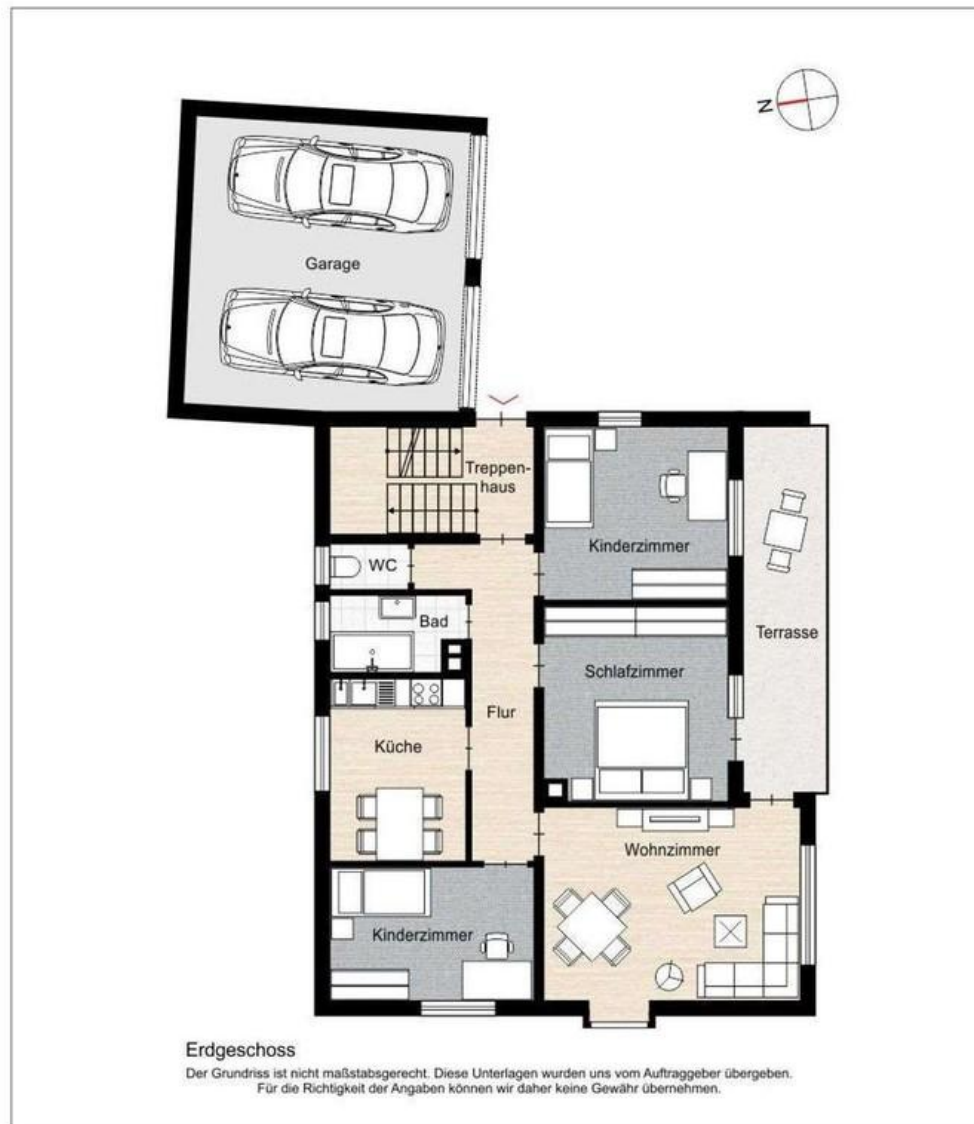 N
Garage
Treppen-
haus
Kinderzimmer
WC
Bad
Terrasse
Schlafzimmer
Flur
Küche
Wohnzimmer
Kinderzimmer
Erdgeschoss
Der Grundriss ist nicht maßstabsgerecht. Diese Unterlagen wurden uns vom Auftraggeber übergeben.
Für die Richtigkeit der Angaben können wir daher keine Gewähr übernehmen.